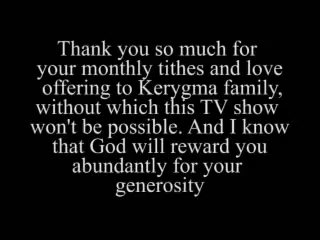 Thank you so much for
your monthly tithes and love
offering to Kerygma family,
without which this TV show
won't be possible. And I know
that God will reward you
abundantly for your
generosity